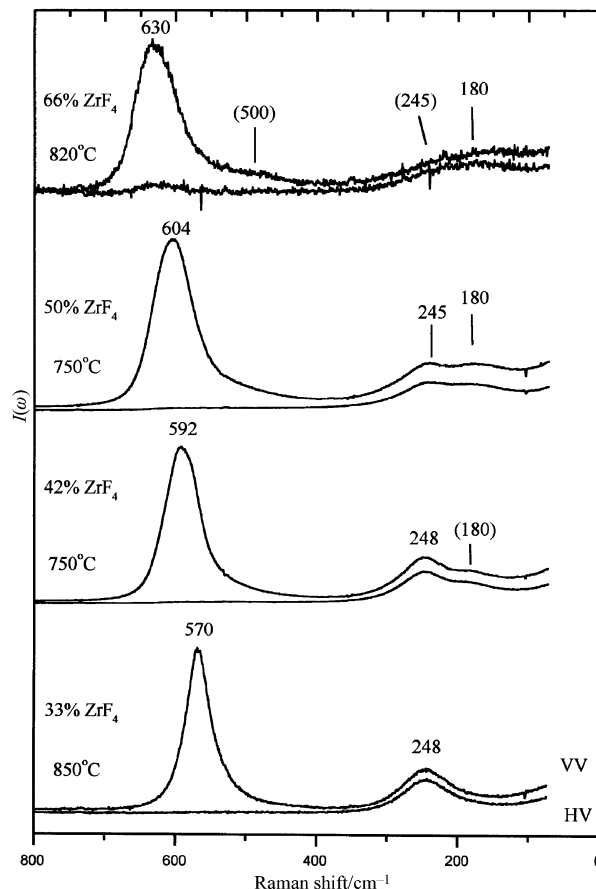 630
66% ZrF₄
(500)
(245)
180
820°C
604
50% ZrF₄
245
180
750°C
I(ω)
592
42% ZrF₄
248
(180)
750°C
570
33% ZrF₄
248
850°C
VV
HV
800
600
400
200
0
Raman shift/cm⁻¹